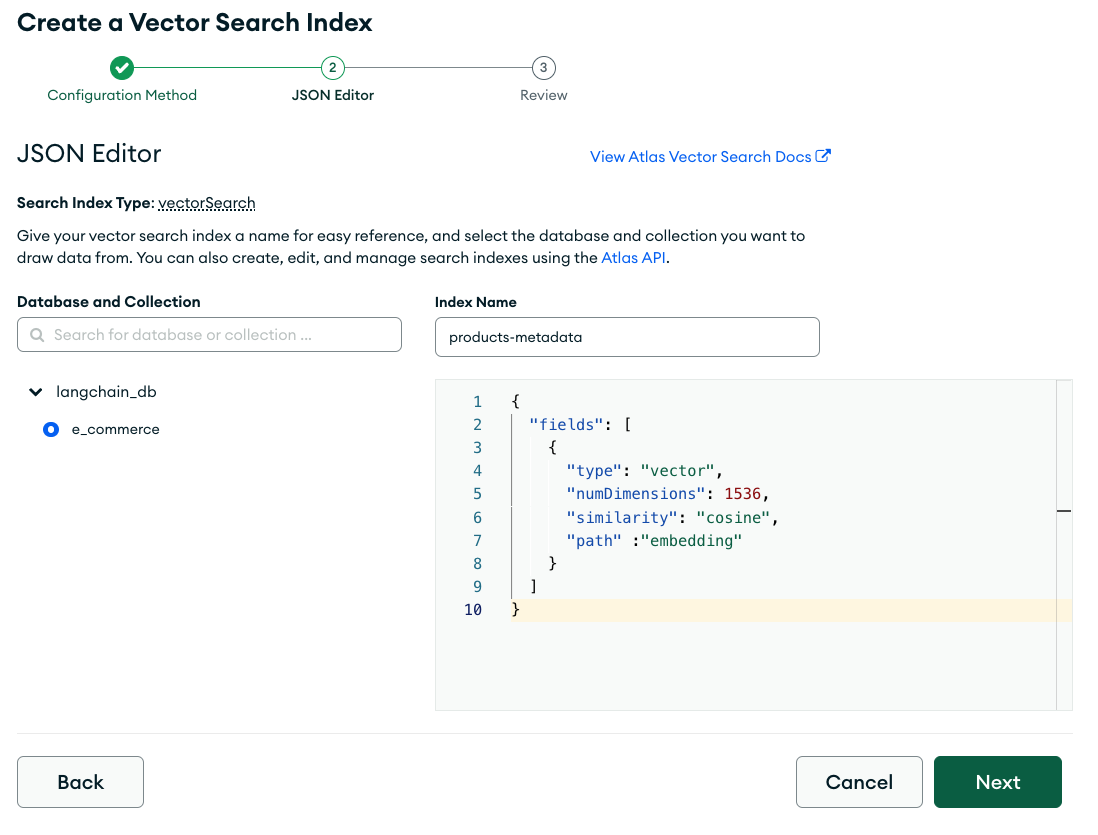 Create a Vector Search Index
2
3
Configuration Method
JSON Editor
Review
JSON Editor
View Atlas Vector Search Docs
Search Index Type: vectorSearch
Give your vector search index a name for easy reference, and select the database and collection you want to
draw data from. You can also create, edit, and manage search indexes using the Atlas API.
Database and Collection
Search for database or collection ...
langchain_db
e_commerce
Index Name
products-metadata
1 {
2 "fields": [
3 {
4 "type": "vector",
5 "numDimensions": 1536,
6 "similarity": "cosine",
7 "path" :"embedding"
8 }
9 ]
10 }
Back
Cancel
Next